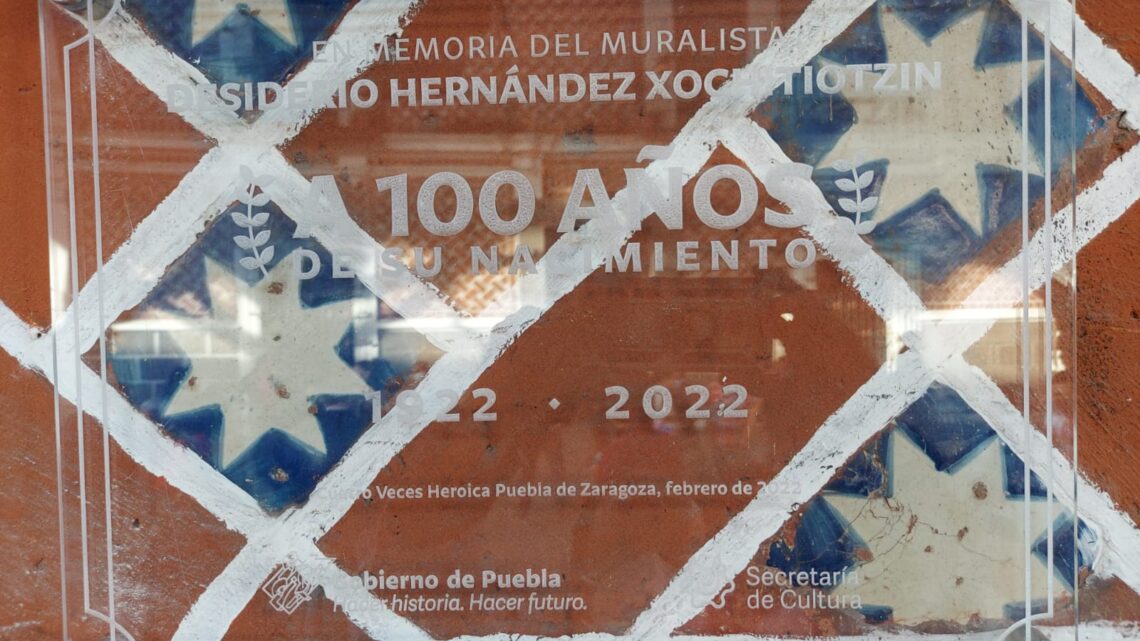 EN MEMORIA DEL MURALISTA
DESIDERIO HERNÁNDEZ XOCHITIOTZIN
A 100 AÑOS
DE SU NACIMIENTO
1922 · 2022
Cuatro Veces Heroica Puebla de Zaragoza, febrero de 2022
Gobierno de Puebla
Hacer historia. Hacer futuro.
Secretaría
de Cultura